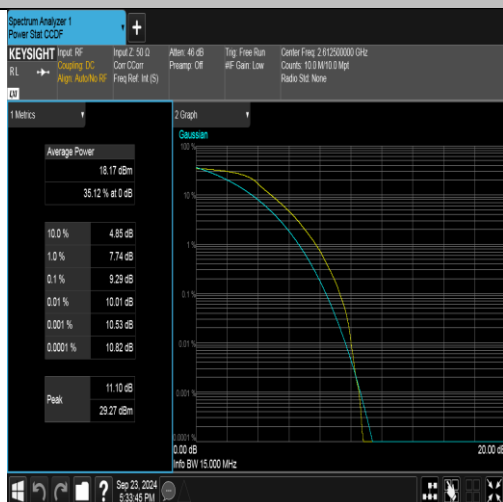 Spectrum Analyzer 1
Power Stat CCDF
+
KEYSIGHT Input: RF Input Z: 50 Ω Atten: 46 dB Trig: Free Run Center Freq: 2.612500000 GHz
RL Coupling: DC Corr CCorr Preamp: Off #IF Gain: Low Counts: 10.0 M/10.0 Mpt
Align: Auto/No RF Freq Ref: Int (S) Radio Std: None
LXI
1 Metrics
2 Graph
Average Power
18.17 dBm
35.12 % at 0 dB
10.0 % 4.85 dB
1.0 % 7.74 dB
0.1 % 9.29 dB
0.01 % 10.01 dB
0.001 % 10.53 dB
0.0001 % 10.82 dB
Peak 11.10 dB
29.27 dBm
Gaussian
100 %
10 %
1 %
0.1 %
0.01 %
0.001 %
0.0001 %
0.00 dB 20.00 dB
Info BW 15.000 MHz
? Sep 23, 2024
5:33:45 PM